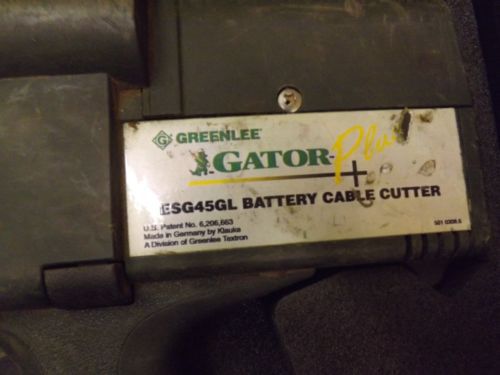 G GREENLEE
GATOR Plus
+
ESG45GL BATTERY CABLE CUTTER
U.S. Patent No. 6,206,663
Made in Germany by Klauke
A Division of Greenlee Textron